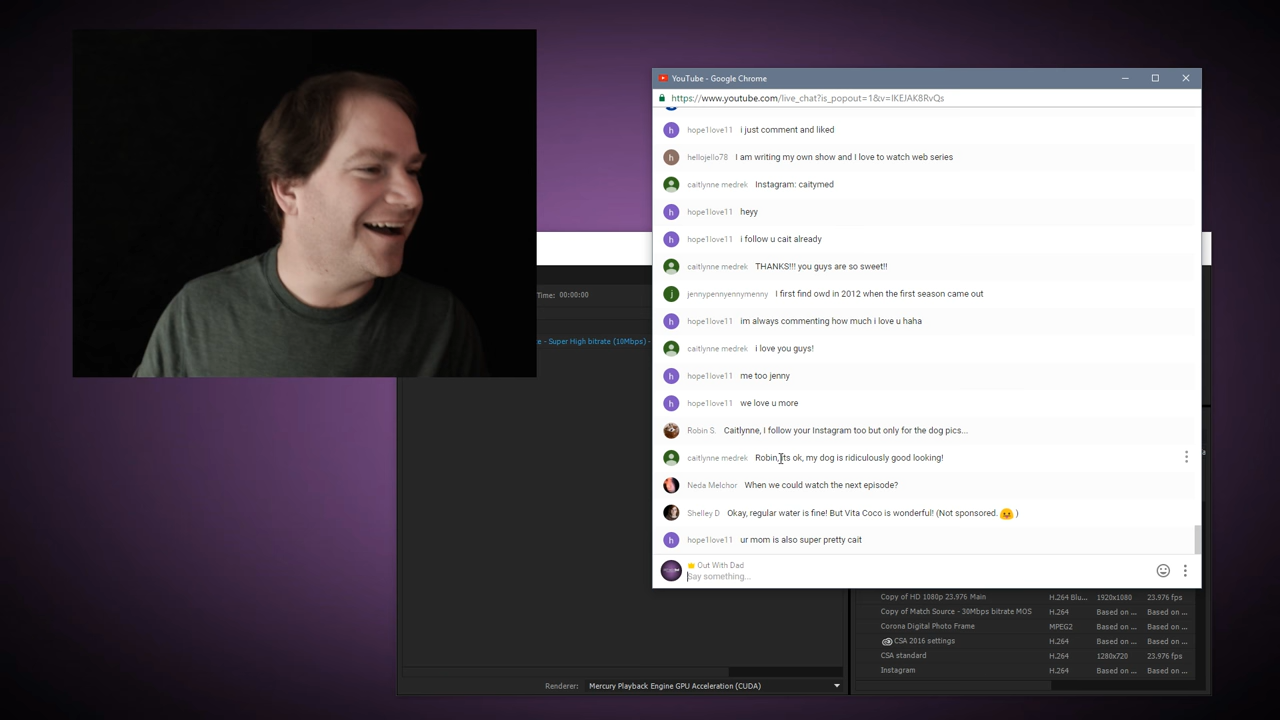 YouTube - Google Chrome
https://www.youtube.com/live_chat?is_popout=1&v=IKEJAK8RvQs
hope1love11 i just comment and liked
hellojello78 I am writing my own show and I love to watch web series
caitlynne medrek Instagram: caitymed
hope1love11 heyy
hope1love11 i follow u cait already
caitlynne medrek THANKS!!! you guys are so sweet!!
jennypennyennymenny I first find owd in 2012 when the first season came out
hope1love11 im always commenting how much i love u haha
caitlynne medrek i love you guys!
hope1love11 me too jenny
hope1love11 we love u more
Robin S. Caitlynne, I follow your Instagram too but only for the dog pics...
caitlynne medrek Robin, its ok, my dog is ridiculously good looking!
Neda Melchor When we could watch the next episode?
Shelley D Okay, regular water is fine! But Vita Coco is wonderful! (Not sponsored. 🤗 )
hope1love11 ur mom is also super pretty cait
Out With Dad
Say something...
Time: 00:00:00
e - Super High bitrate (10Mbps) -
Copy of HD 1080p 23.976 Main H.264 Blu... 1920x1080 23.976 fps
Copy of Match Source - 30Mbps bitrate MOS H.264 Based on ... Based on ...
Corona Digital Photo Frame MPEG2 Based on ... Based on ...
CSA 2016 settings H.264 Based on ... Based on ...
CSA standard H.264 1280x720 23.976 fps
Instagram H.264 Based on ... Based on ...
Renderer: Mercury Playback Engine GPU Acceleration (CUDA)